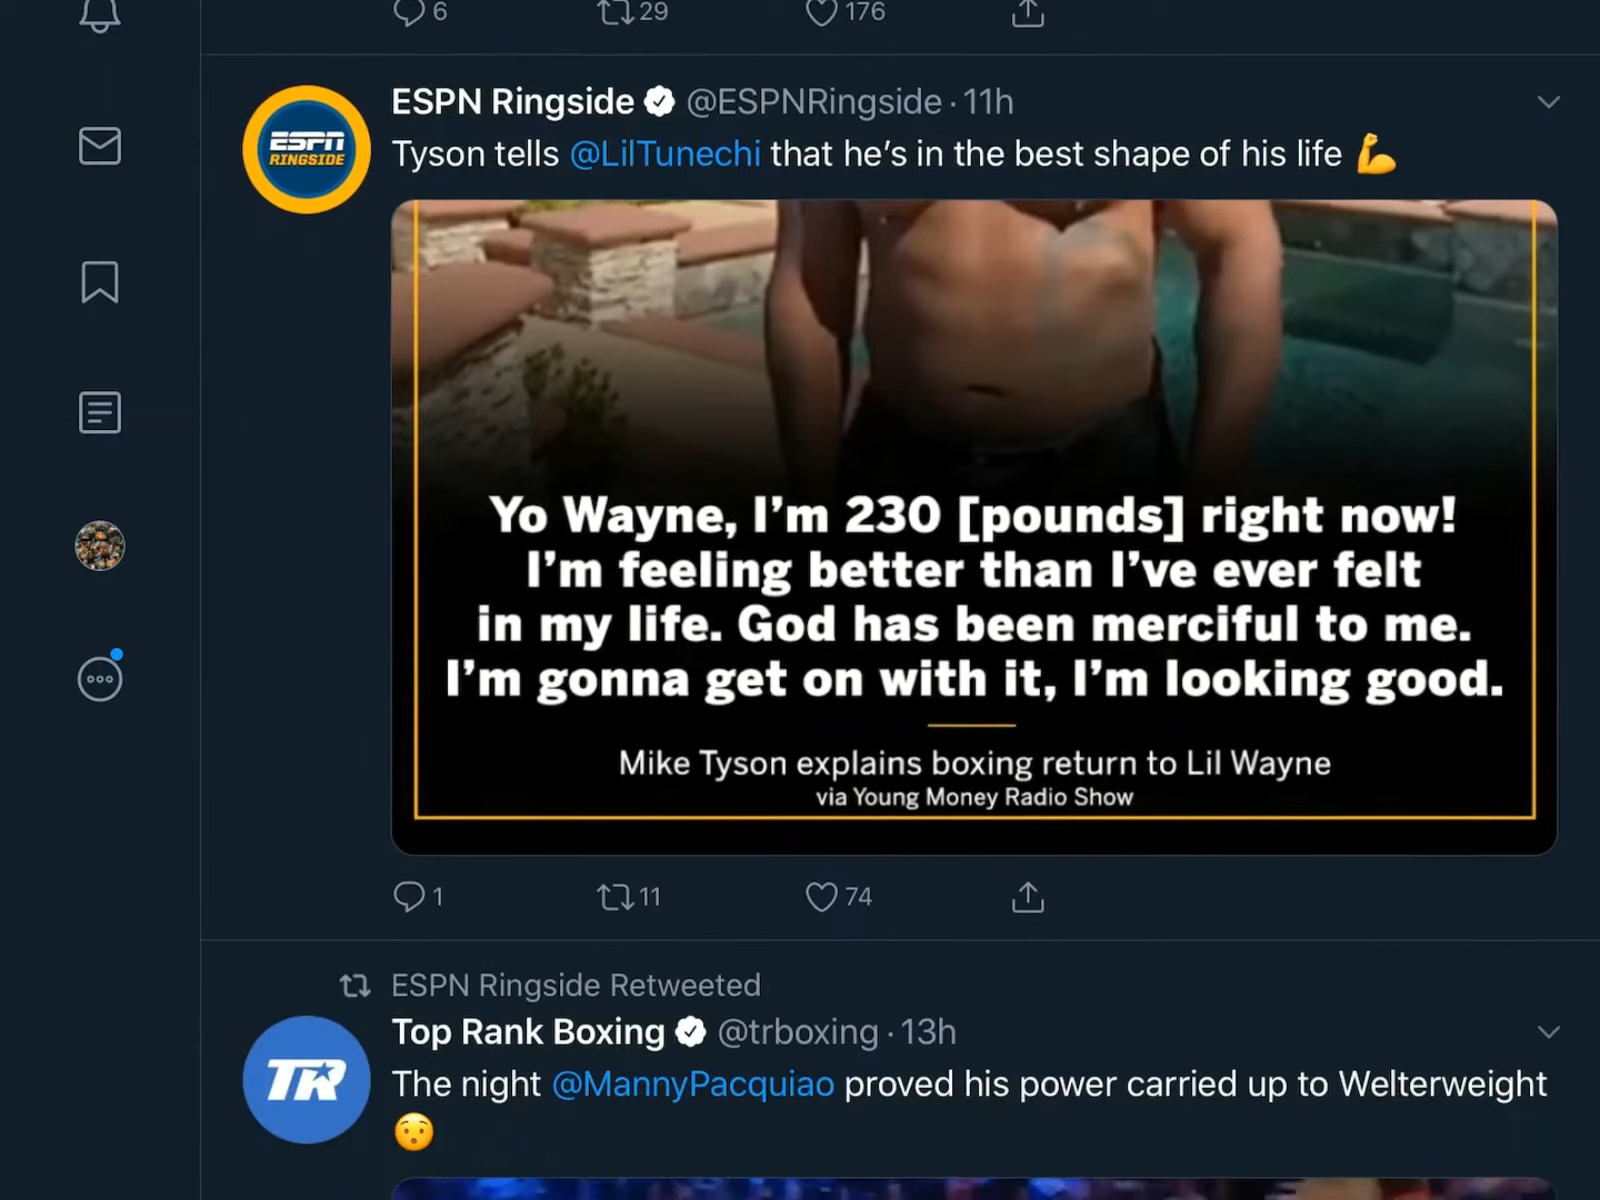 6 29 176
ESPN Ringside @ESPNRingside · 11h
Tyson tells @LilTunechi that he's in the best shape of his life 💪
ESPN
RINGSIDE
Yo Wayne, I'm 230 [pounds] right now!
I'm feeling better than I've ever felt
in my life. God has been merciful to me.
I'm gonna get on with it, I'm looking good.
Mike Tyson explains boxing return to Lil Wayne
via Young Money Radio Show
1 11 74
ESPN Ringside Retweeted
Top Rank Boxing @trboxing · 13h
TR
The night @MannyPacquiao proved his power carried up to Welterweight
😯